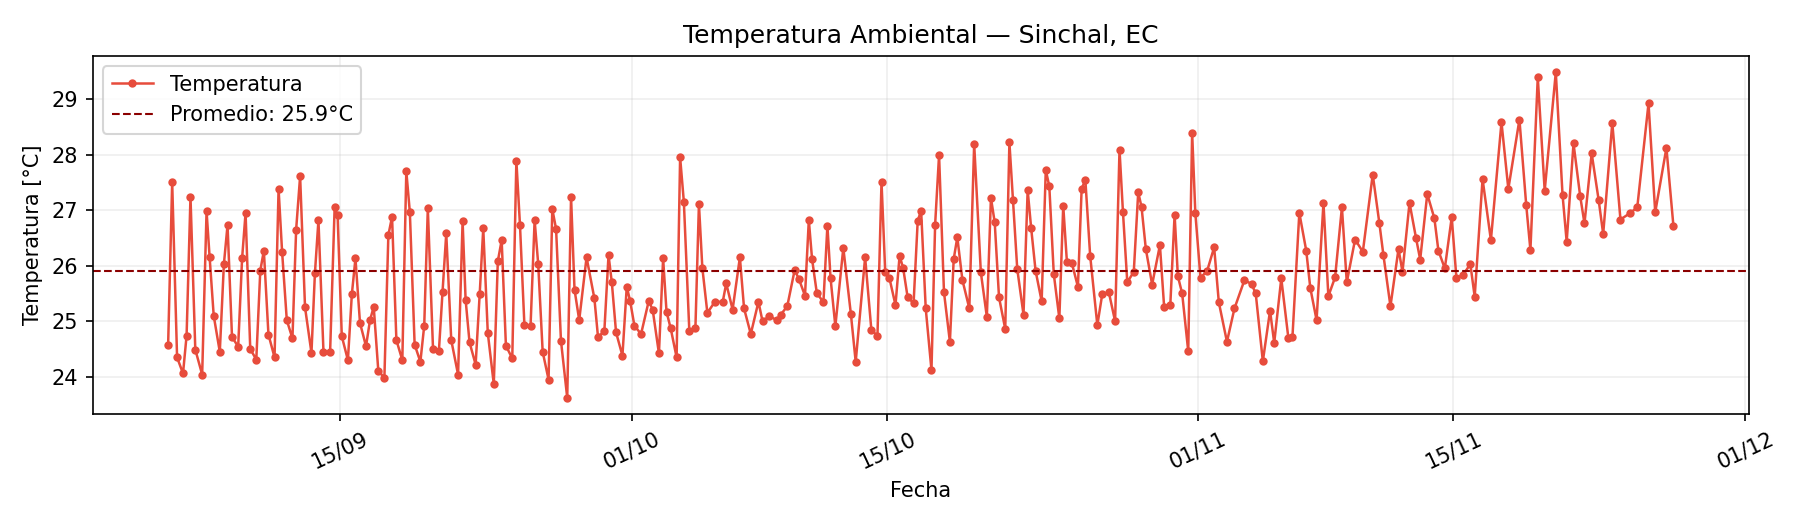 Temperatura Ambiental — Sinchal, EC
Temperatura
Promedio: 25.9°C
Temperatura [°C]
29
28
27
26
25
24
15/09
01/10
15/10
01/11
15/11
01/12
Fecha